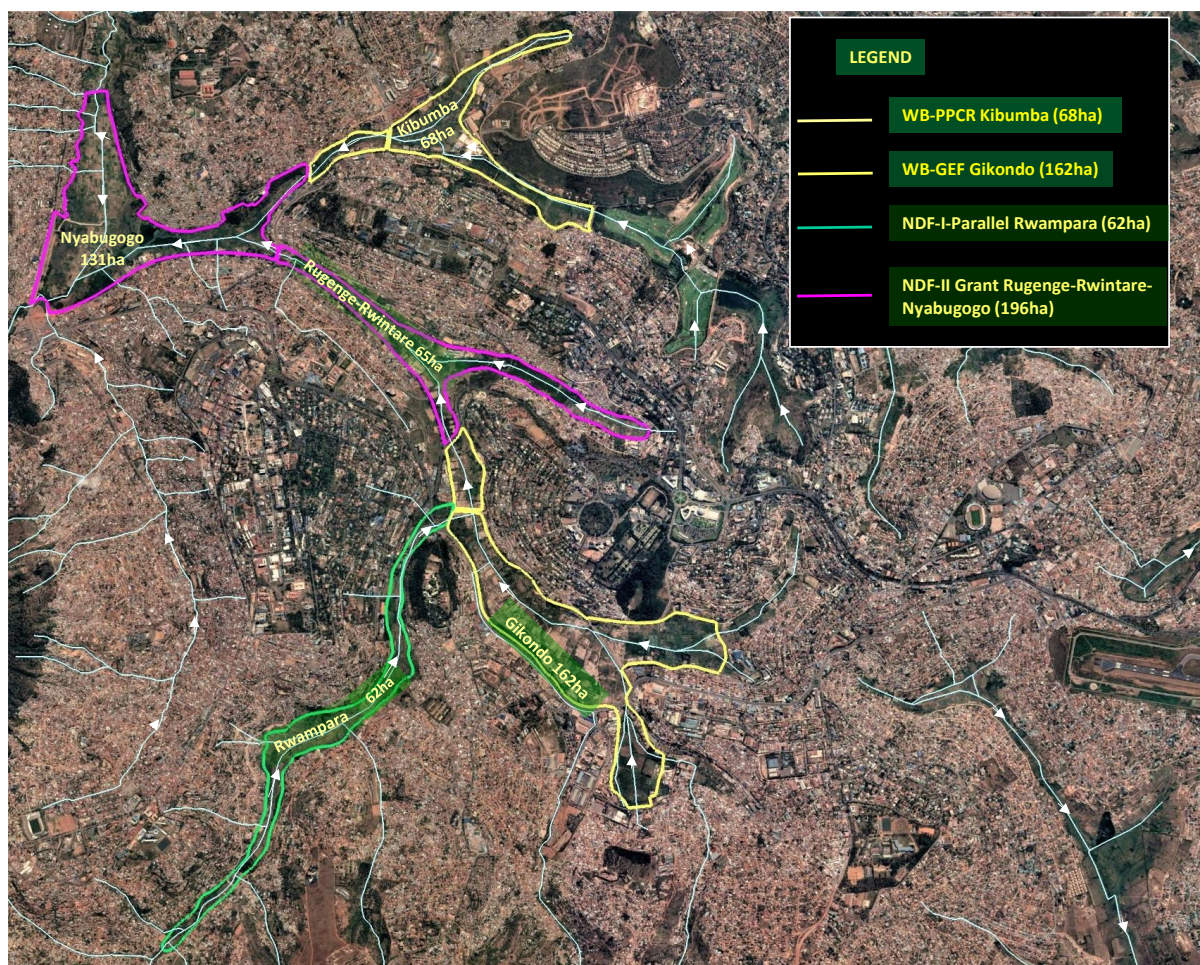 LEGEND
WB-PPCR Kibumba (68ha)
WB-GEF Gikondo (162ha)
NDF-I-Parallel Rwampara (62ha)
NDF-II Grant Rugenge-Rwintare-
Nyabugogo (196ha)
Kibumba
68ha
Nyabugogo
131ha
Rugenge-Rwintare 65ha
Gikondo 162ha
Rwampara 62ha